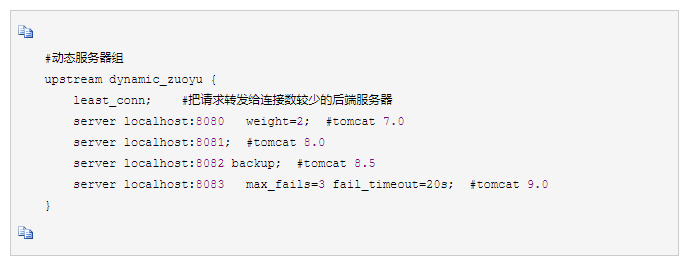 #动态服务器组
upstream dynamic_zuoyu {
    least_conn;    #把请求转发给连接数较少的后端服务器
    server localhost:8080   weight=2;  #tomcat 7.0
    server localhost:8081;  #tomcat 8.0
    server localhost:8082 backup;  #tomcat 8.5
    server localhost:8083   max_fails=3 fail_timeout=20s;  #tomcat 9.0
}